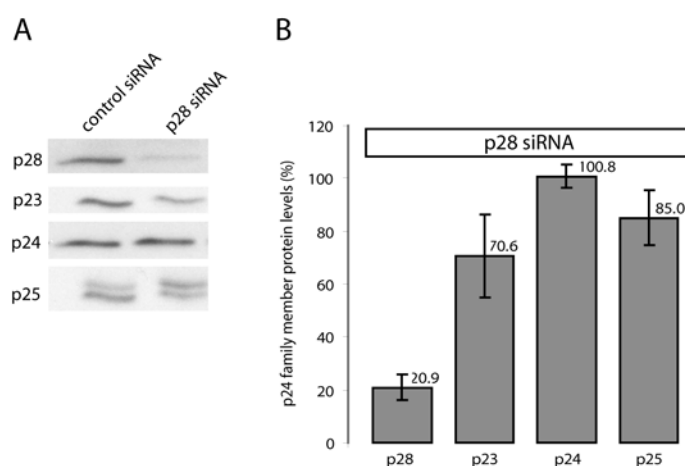 A
control siRNA
p28 siRNA
p28
p23
p24
p25
B
p24 family member protein levels (%)
120
100
80
60
40
20
0
p28 siRNA
20.9
70.6
100.8
85.0
p28
p23
p24
p25